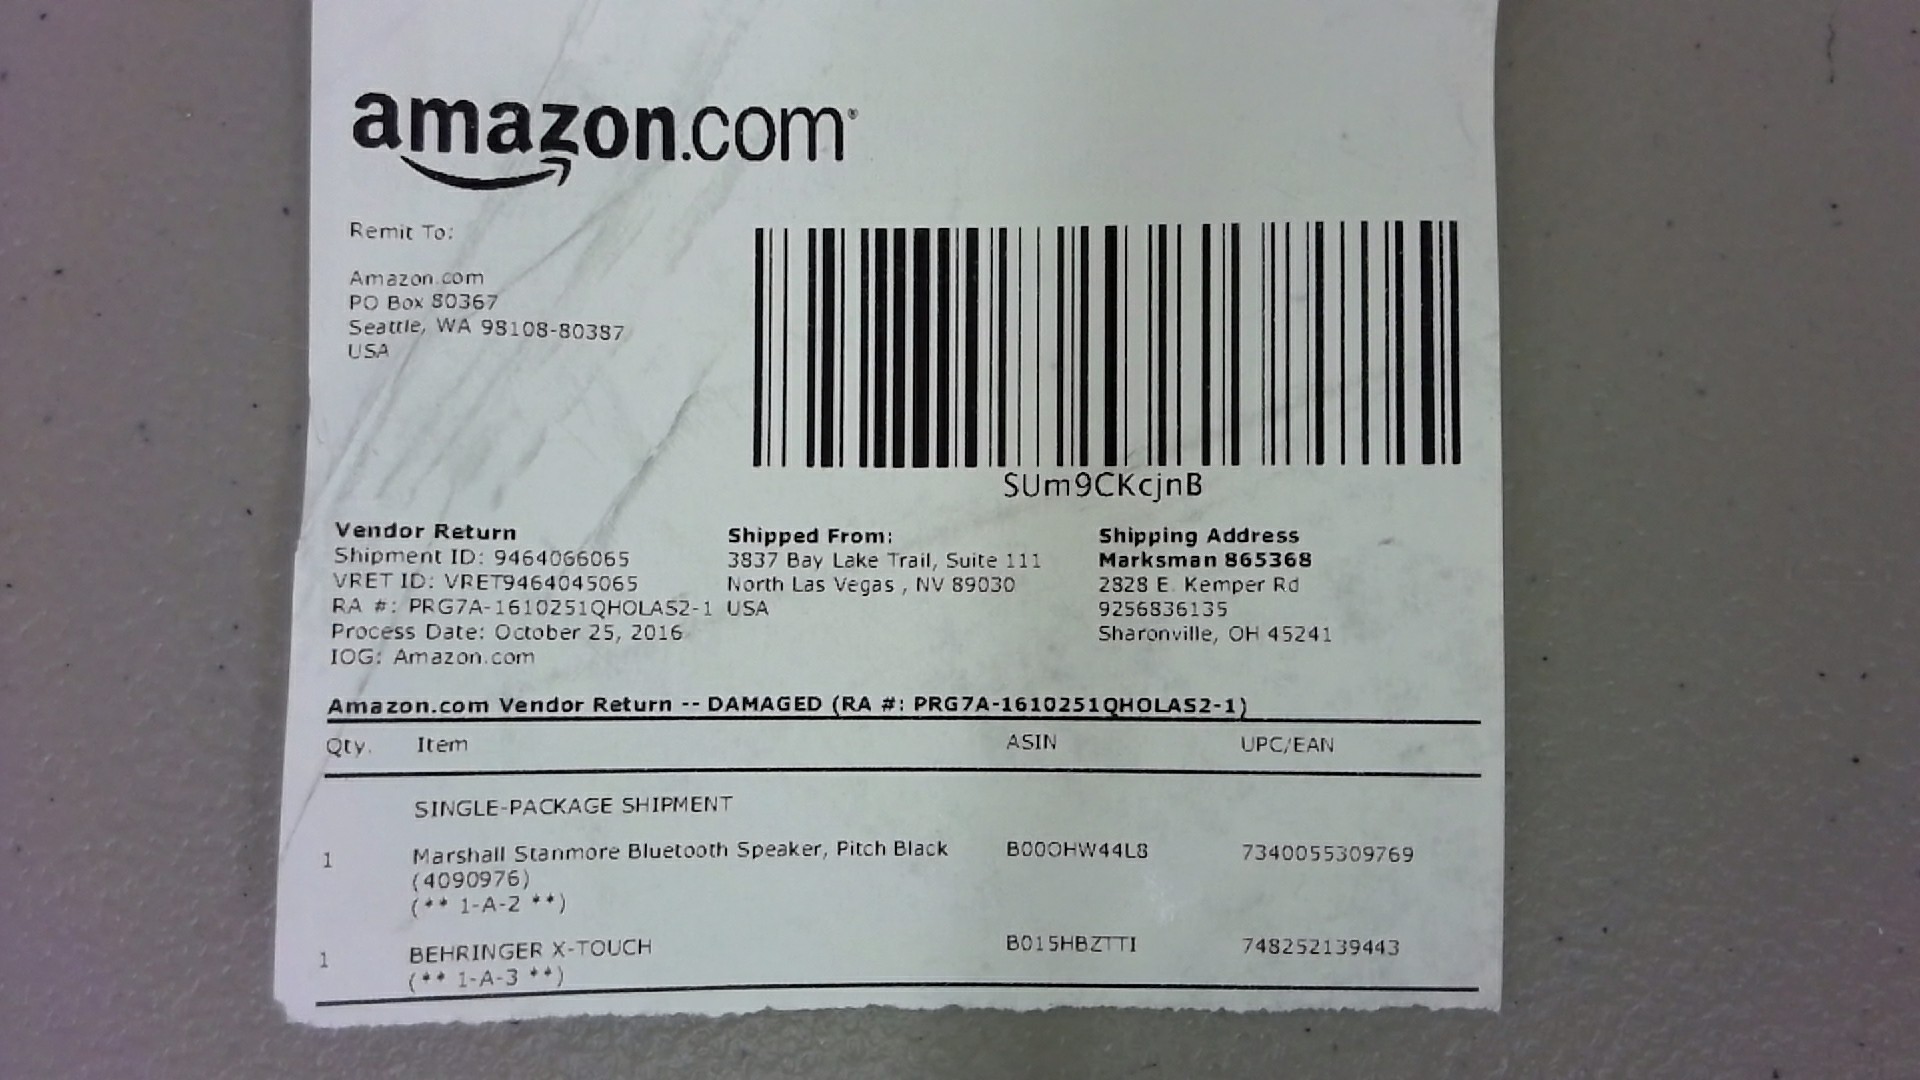 amazon.com
Remit To:
Amazon.com
PO Box 80367
Seattle, WA 98108-80387
USA
SUm9CKcjnB
Vendor Return
Shipment ID: 9464066065
VRET ID: VRET9464045065
RA #: PRG7A-1610251QHOLAS2-1
Process Date: October 25, 2016
IOG: Amazon.com
Shipped From:
3837 Bay Lake Trail, Suite 111
North Las Vegas , NV 89030
USA
Shipping Address
Marksman 865368
2828 E. Kemper Rd
9256836135
Sharonville, OH 45241
Amazon.com Vendor Return -- DAMAGED (RA #: PRG7A-1610251QHOLAS2-1)
Qty. Item ASIN UPC/EAN
SINGLE-PACKAGE SHIPMENT
1 Marshall Stanmore Bluetooth Speaker, Pitch Black B00OHW44L8 7340055309769
(4090976)
(** 1-A-2 **)
1 BEHRINGER X-TOUCH B015HBZTTI 748252139443
(** 1-A-3 **)